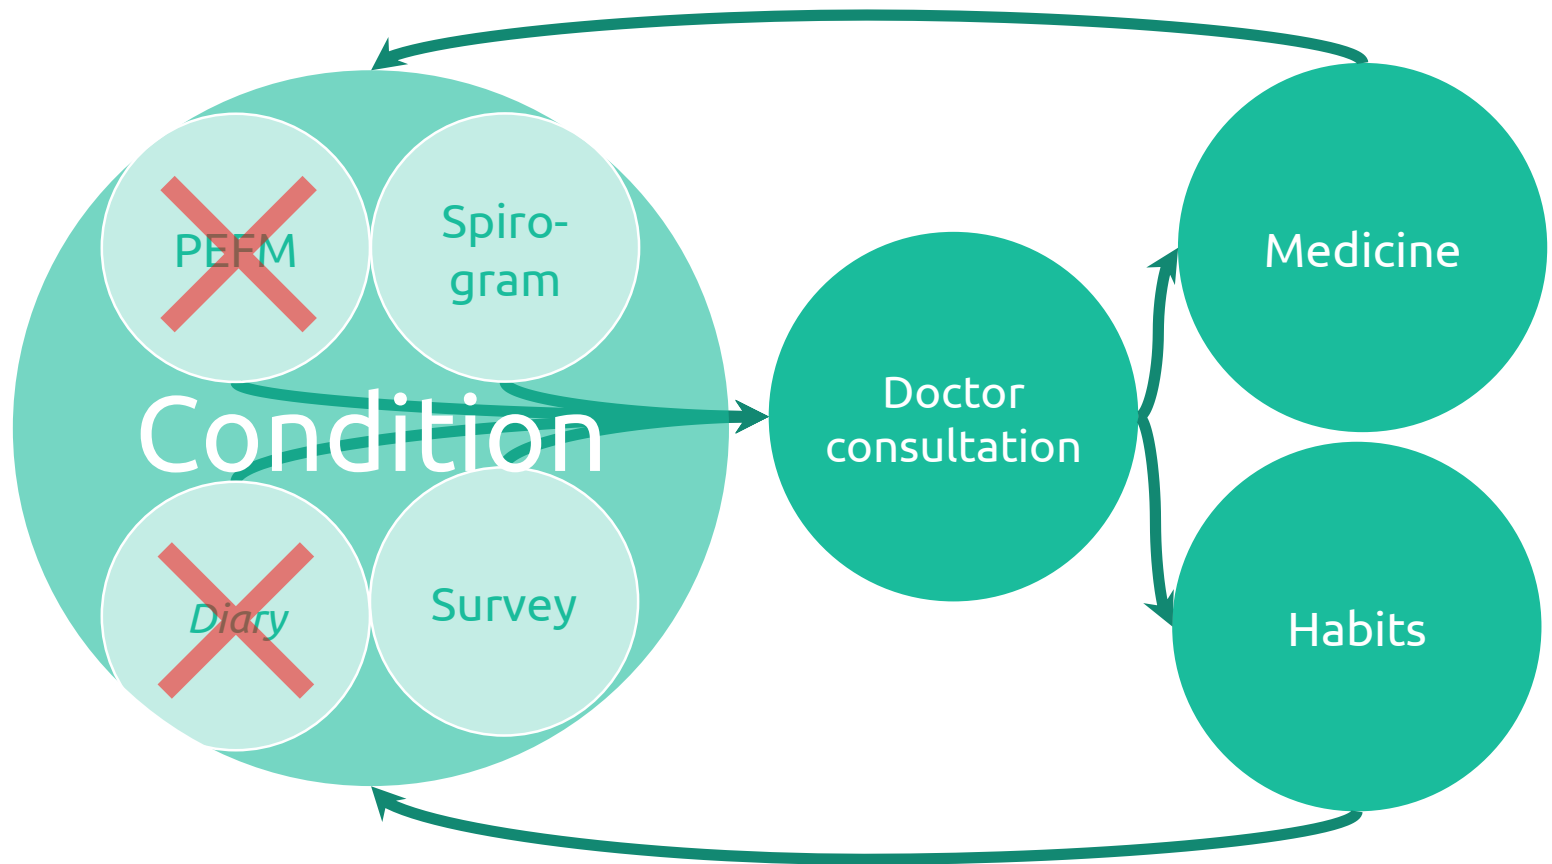 PEFM
Spiro-
gram
Condition
Diary
Survey
Doctor
consultation
Medicine
Habits